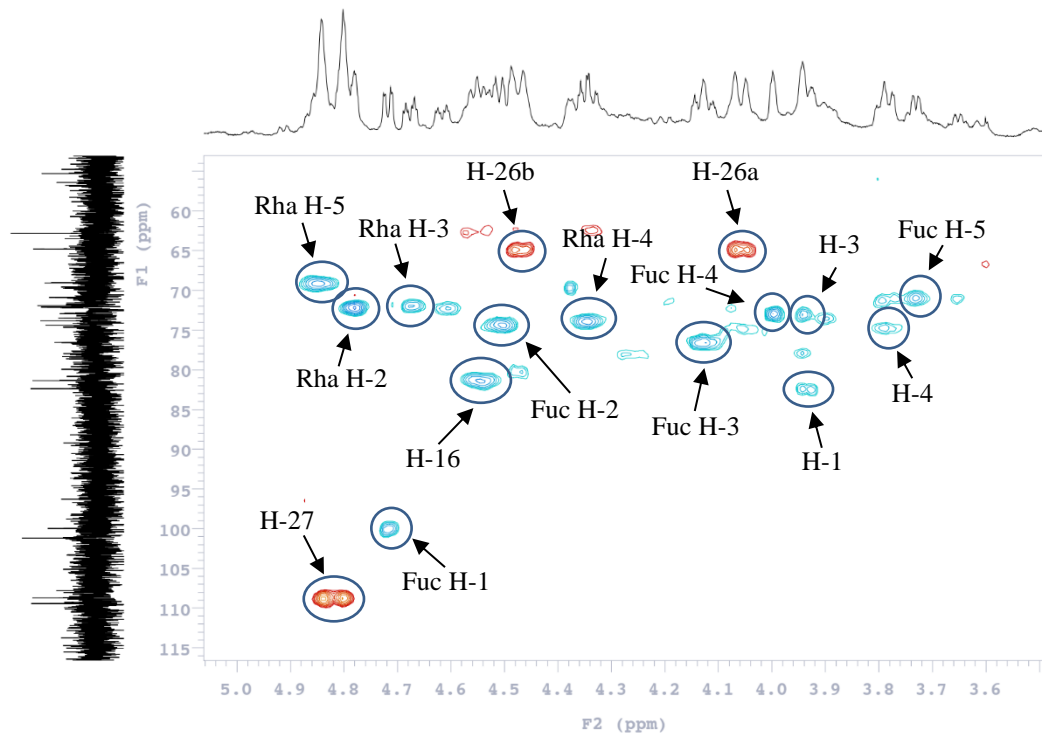 H-26b
H-26a
Rha H-5
Rha H-3
Rha H-4
Fuc H-4
H-3
Fuc H-5
Rha H-2
H-16
Fuc H-2
Fuc H-3
H-4
H-1
H-27
Fuc H-1
F1 (ppm)
60
65
70
75
80
85
90
95
100
105
110
115
5.0 4.9 4.8 4.7 4.6 4.5 4.4 4.3 4.2 4.1 4.0 3.9 3.8 3.7 3.6
F2 (ppm)